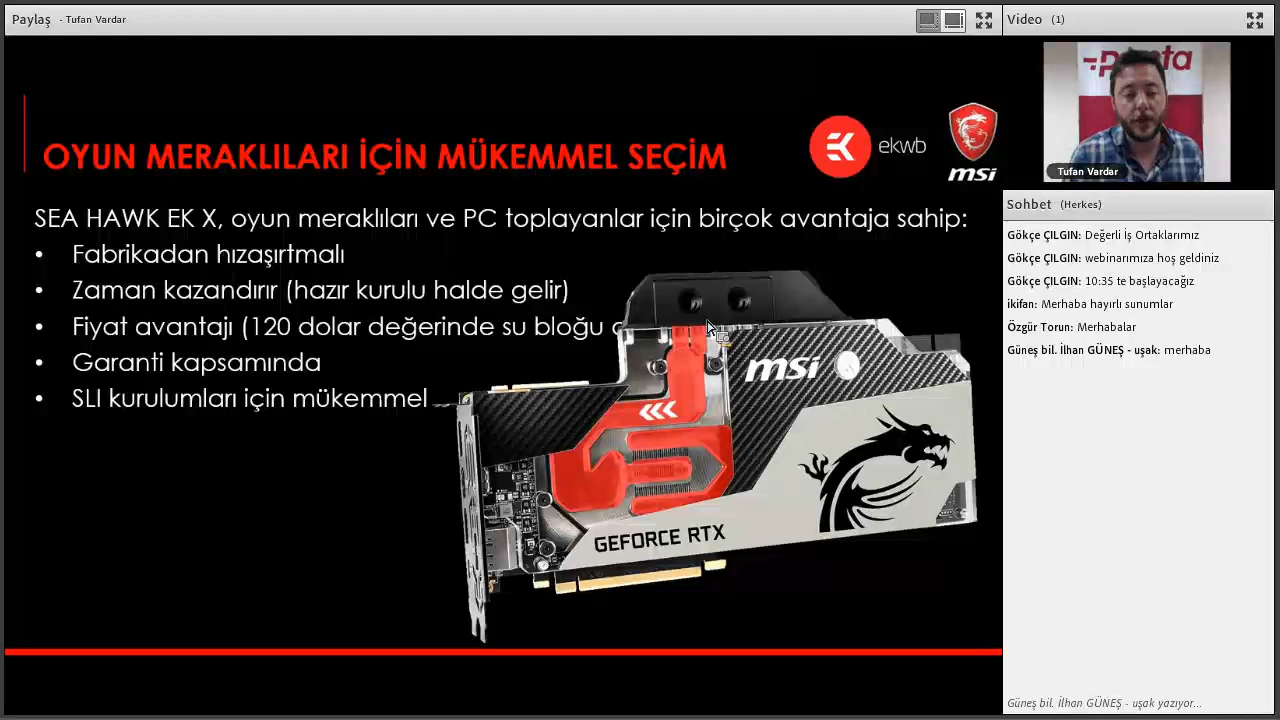 Paylaş - Tufan Vardar
Video (1)
OYUN MERAKLILARI İÇİN MÜKEMMEL SEÇİM
ekwb
msi
SEA HAWK EK X, oyun meraklıları ve PC toplayanlar için birçok avantaja sahip:
• Fabrikadan hızaşırtmalı
• Zaman kazandırır (hazır kurulu halde gelir)
• Fiyat avantajı (120 dolar değerinde su bloğu
• Garanti kapsamında
• SLI kurulumları için mükemmel
msi
GEFORCE RTX
Tufan Vardar
Sohbet (Herkes)
Gökçe ÇILGIN: Değerli İş Ortaklarımız
Gökçe ÇILGIN: webinarımıza hoş geldiniz
Gökçe ÇILGIN: 10:35 te başlayacağız
ikifan: Merhaba hayırlı sunumlar
Özgür Torun: Merhabalar
Güneş bil. İlhan GÜNEŞ - uşak: merhaba
Güneş bil. İlhan GÜNEŞ - uşak yazıyor...